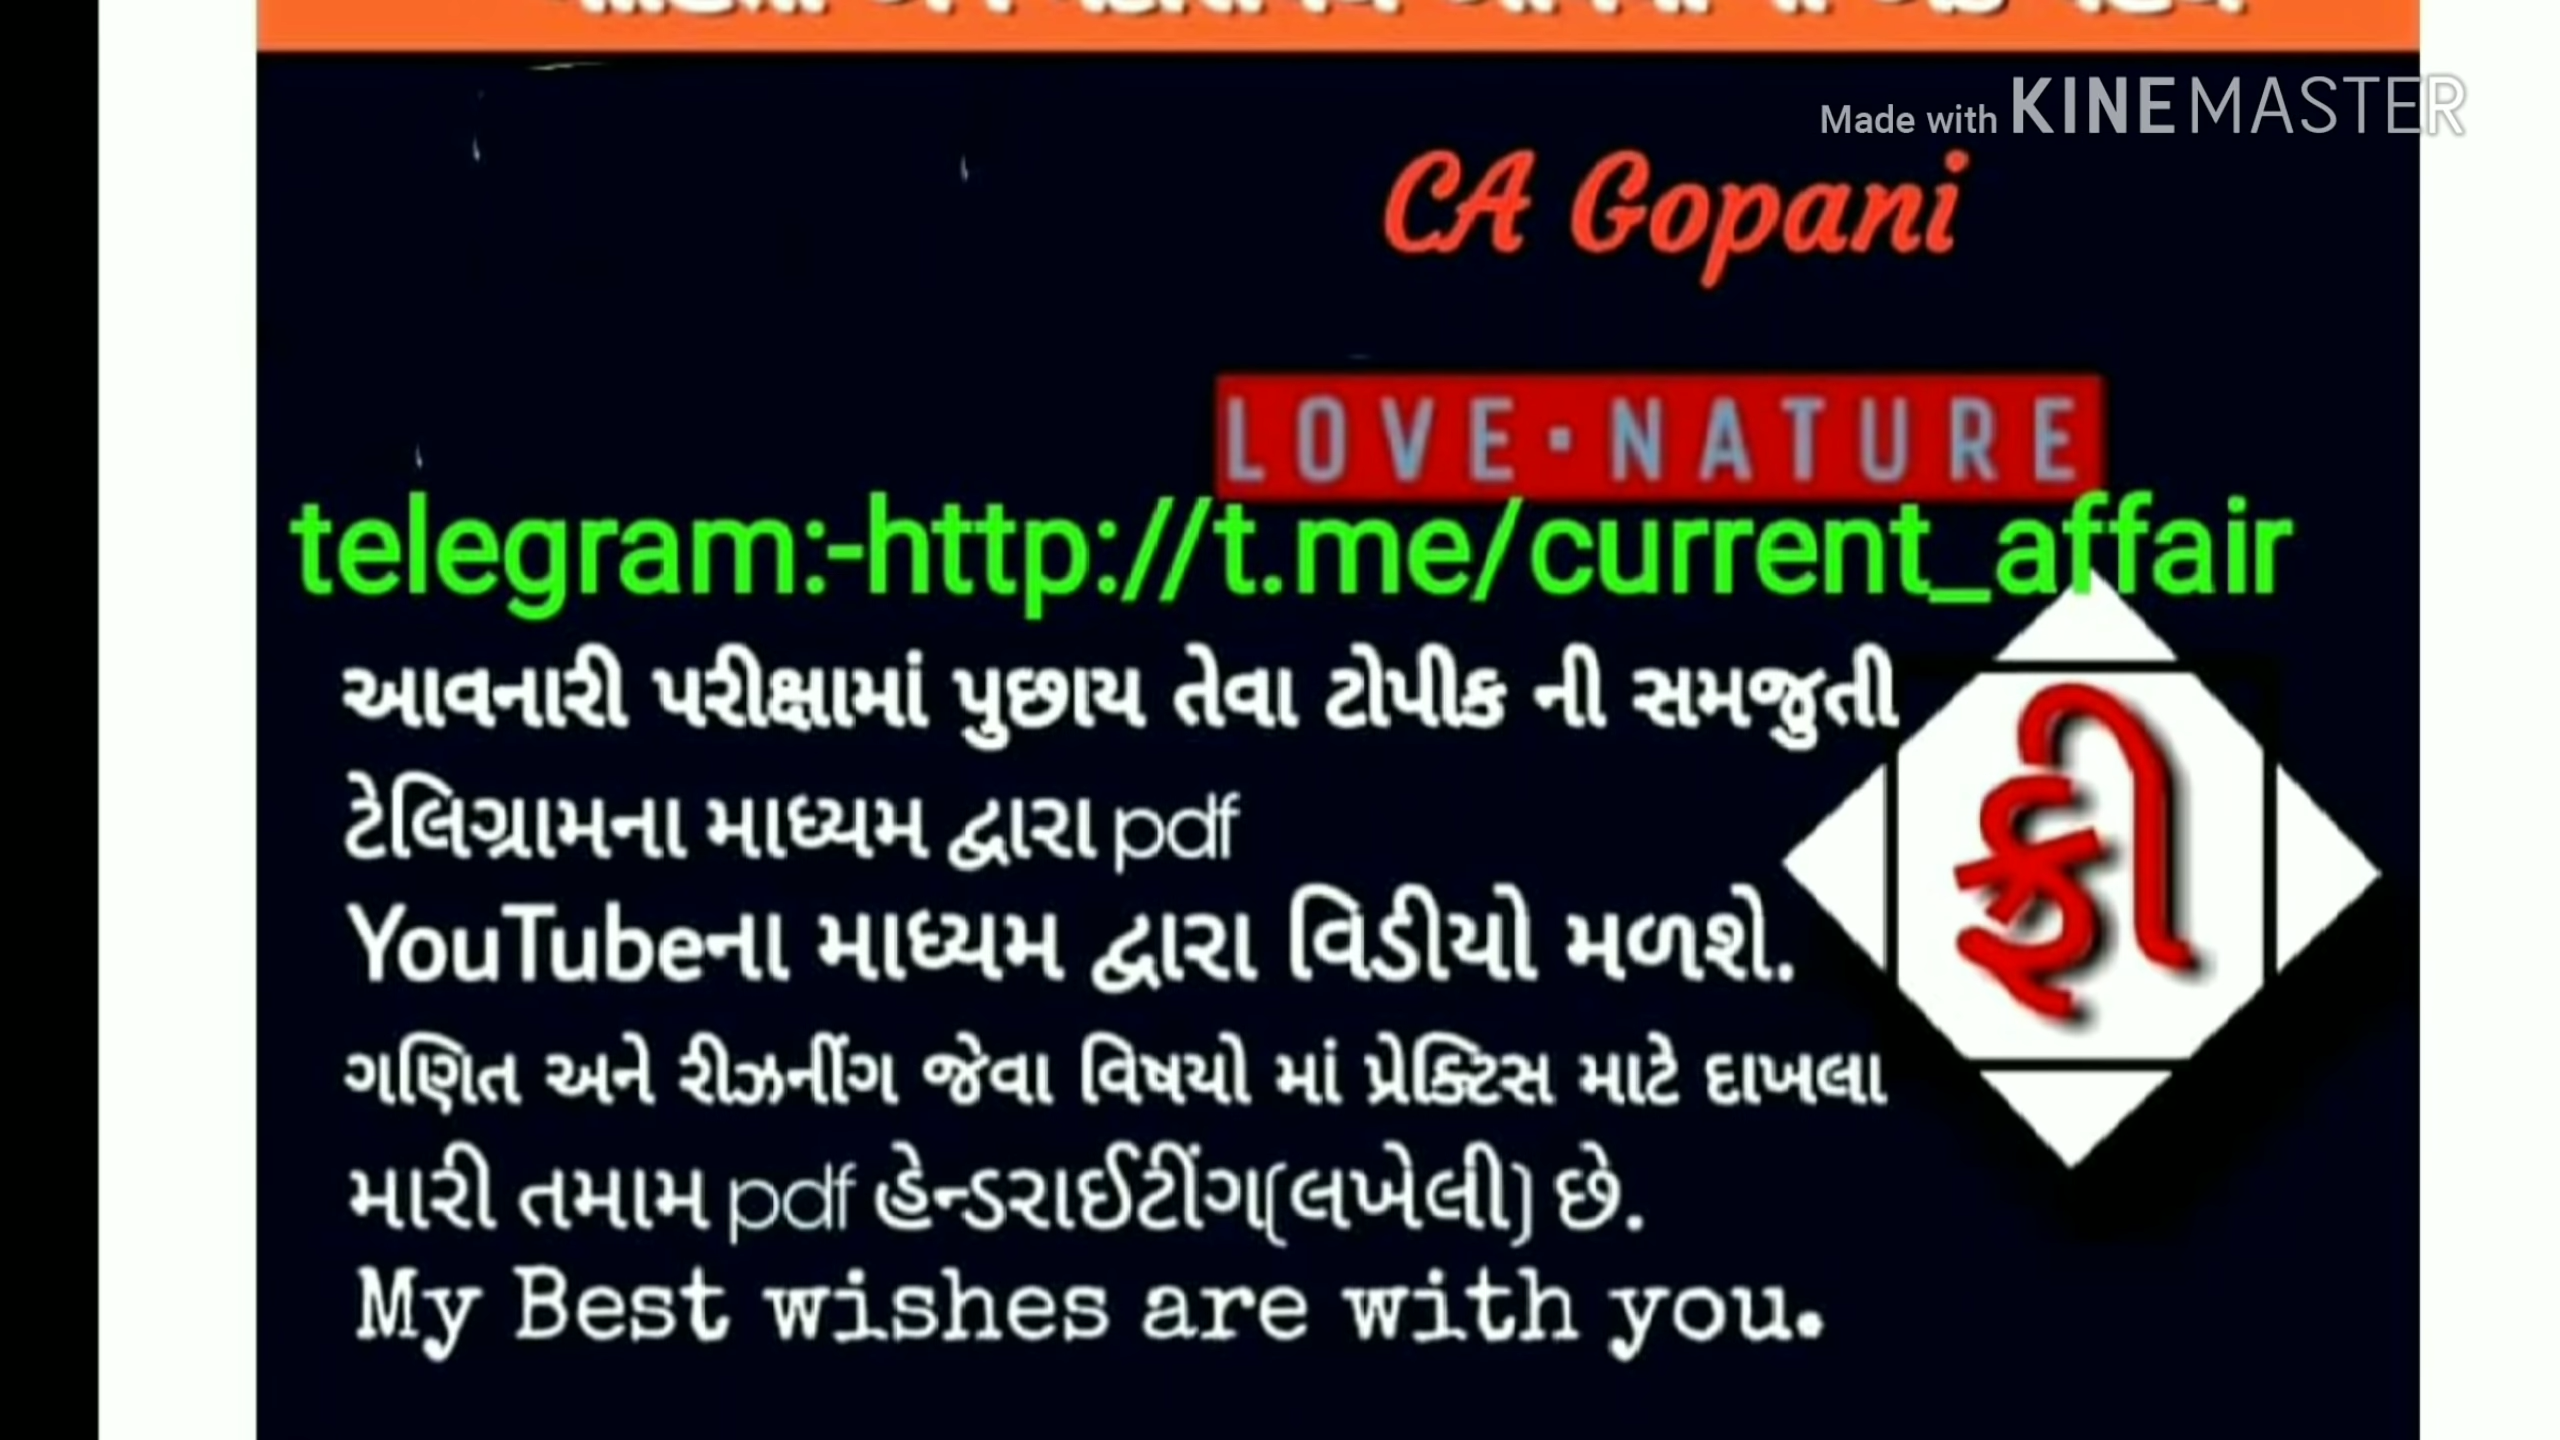 Made with KINEMASTER
CA Gopani
LOVE·NATURE
telegram:-http://t.me/current_affair
આવનારી પરીક્ષામાં પુછાય તેવા ટોપીક ની સમજુતી
ટેલિગ્રામના માધ્યમ દ્વારા pdf
ફ્રી
YouTubeના માધ્યમ દ્વારા વિડીયો મળશે.
ગણિત અને રીઝનીંગ જેવા વિષયો માં પ્રેક્ટિસ માટે દાખલા
મારી તમામ pdf હેન્ડરાઈટીંગ(લખેલી) છે.
My Best wishes are with you.